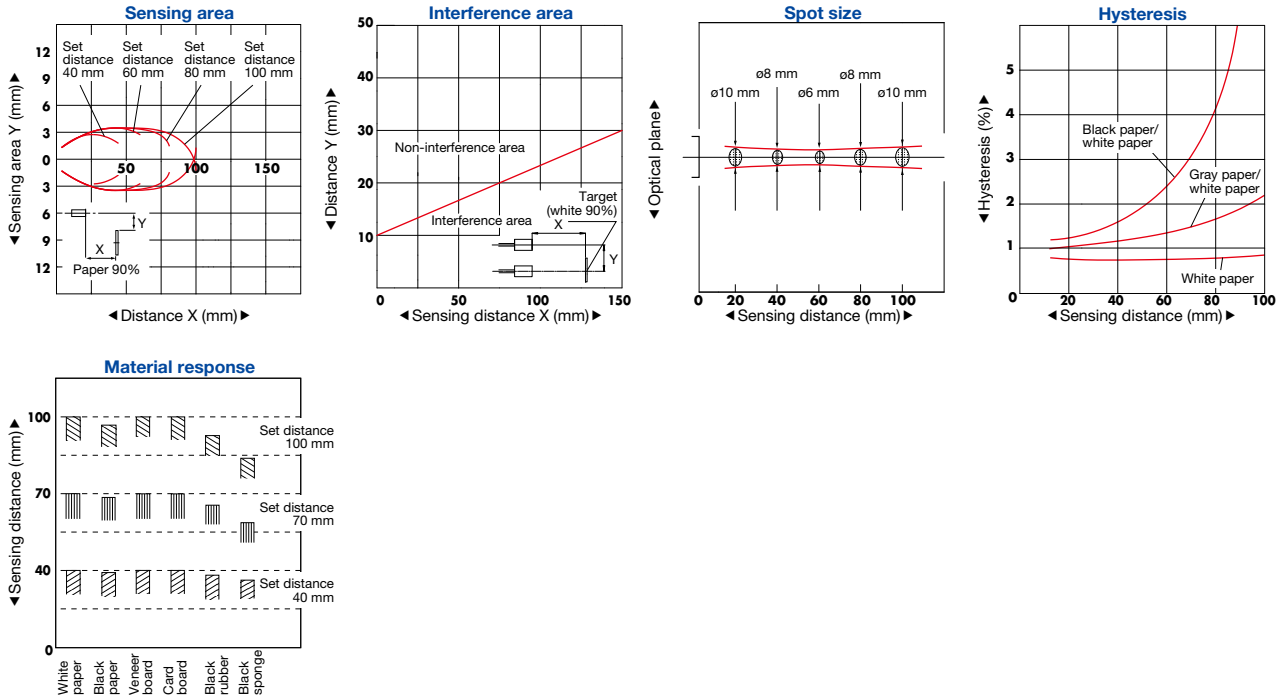 Sensing area
12
9
6
3
0
3
6
9
12
Set
distance
40 mm
Set
distance
60 mm
Set
distance
80 mm
Set
distance
100 mm
50
100
150
X
Y
Paper 90%
◄Sensing area Y (mm)►
◄Distance X (mm)►
Interference area
50
40
30
20
10
0
50
100
150
Non-interference area
Interference area
Target
(white 90%)
X
Y
◄Distance Y (mm)►
◄Sensing distance X (mm)►
Spot size
ø10 mm
ø8 mm
ø6 mm
ø8 mm
ø10 mm
◄Optical plane►
0
20
40
60
80
100
◄Sensing distance (mm)►
Hysteresis
5
4
3
2
1
0
20
40
60
80
100
Black paper/
white paper
Gray paper/
white paper
White paper
◄Hysteresis (%)►
◄Sensing distance (mm)►
Material response
100
70
40
0
Set distance
100 mm
Set distance
70 mm
Set distance
40 mm
◄Sensing distance (mm)►
White
paper
Black
paper
Veneer
board
Card
board
Black
rubber
Black
sponge